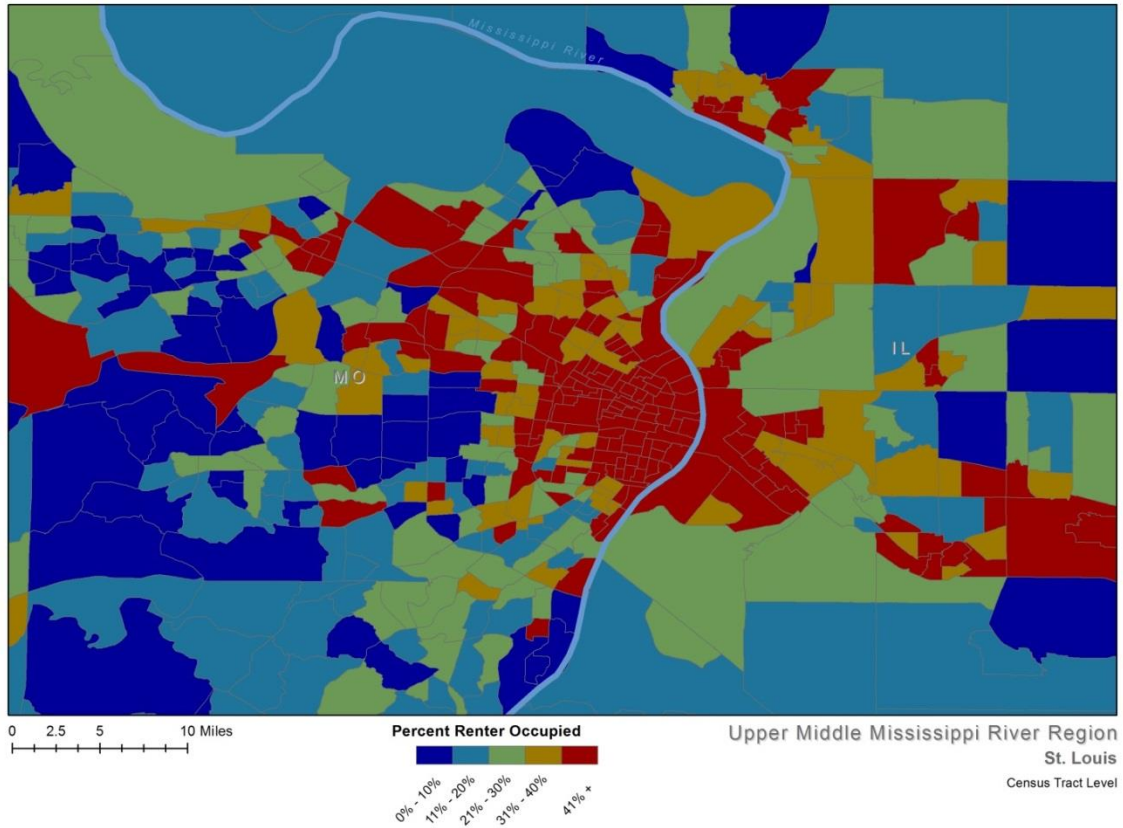 Mississippi River
IL
MO
0 2.5 5 10 Miles
Percent Renter Occupied
0% - 10%
11% - 20%
21% - 30%
31% - 40%
41% +
Upper Middle Mississippi River Region
St. Louis
Census Tract Level